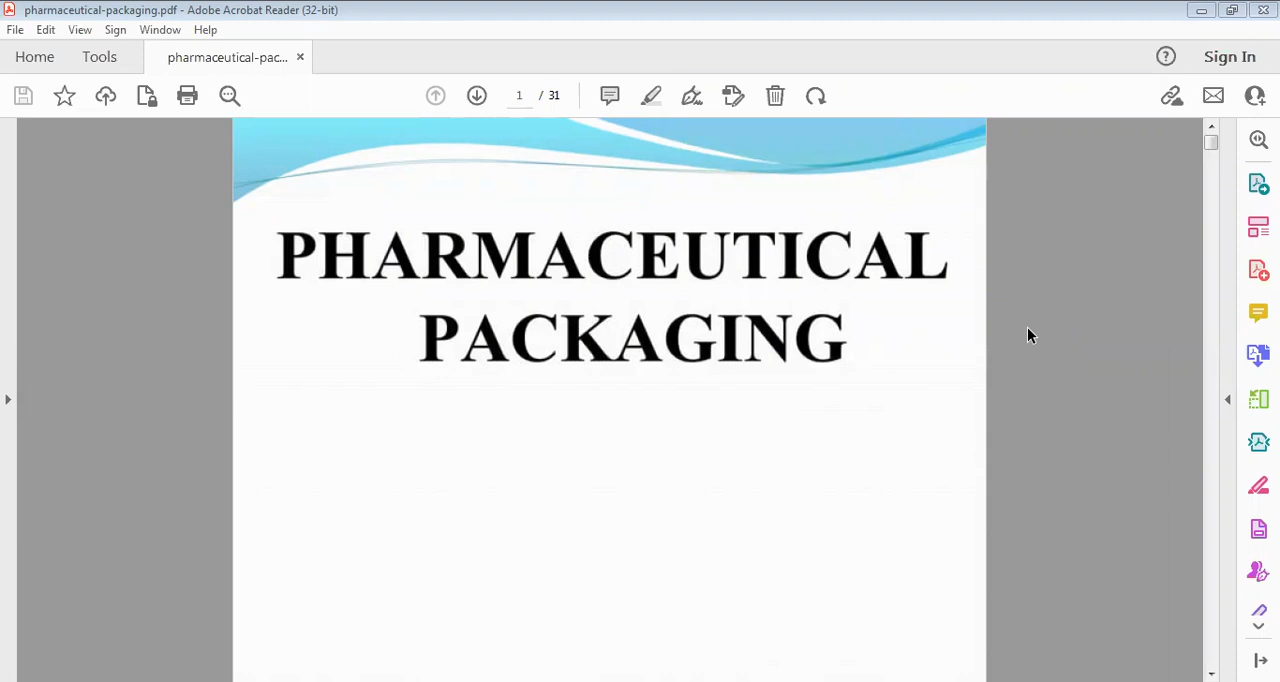 pharmaceutical-packaging.pdf - Adobe Acrobat Reader (32-bit)
File Edit View Sign Window Help
Home Tools pharmaceutical-pac... Sign In
1 / 31
PHARMACEUTICAL
PACKAGING